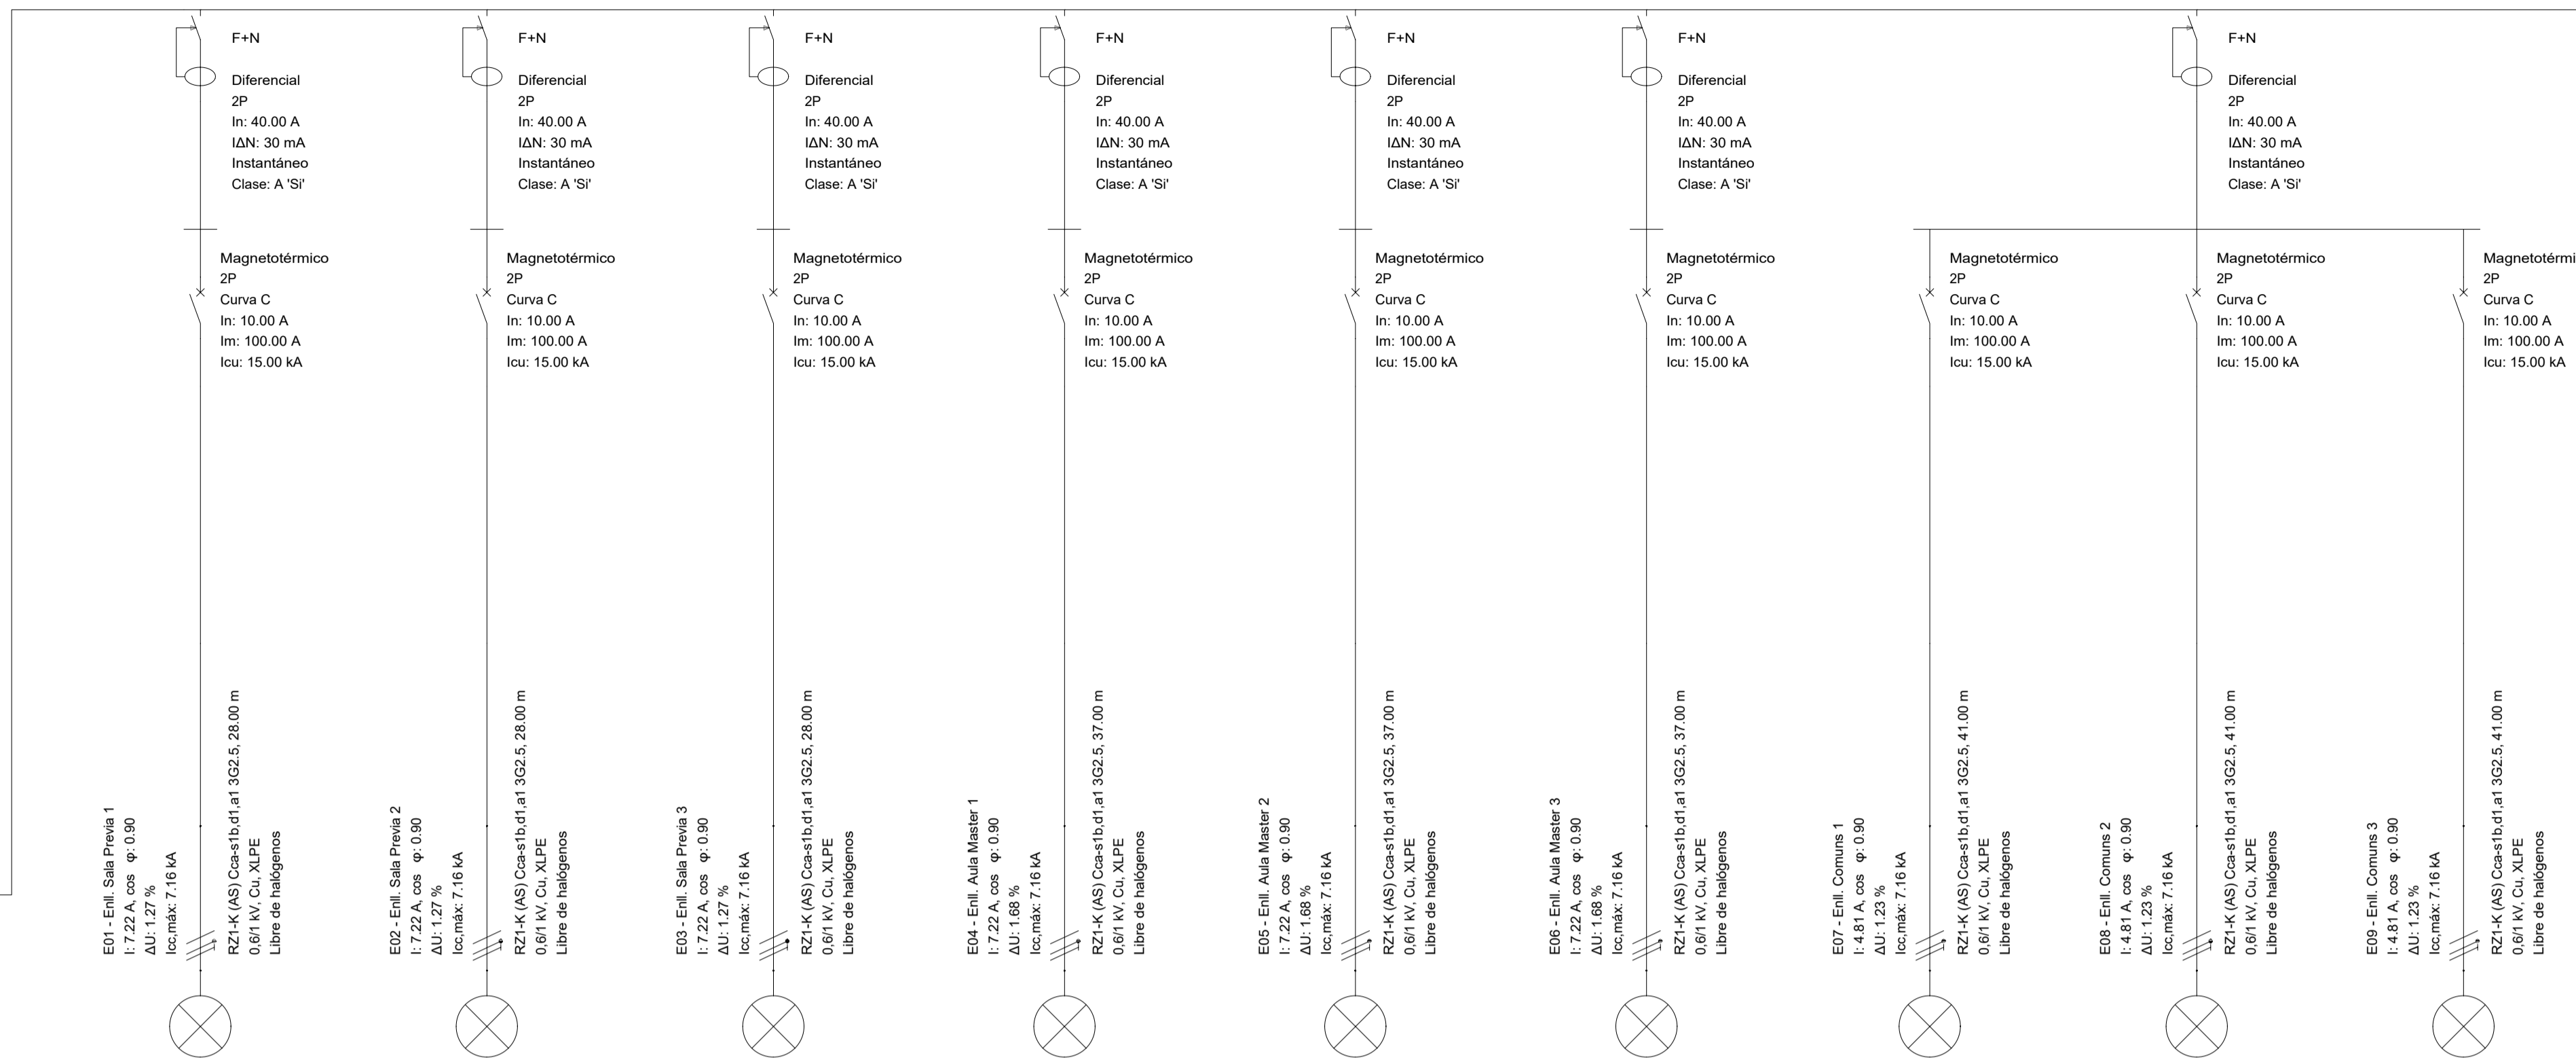 F+N
Diferencial
2P
In: 40.00 A
IΔN: 30 mA
Instantáneo
Clase: A 'Si'
Magnetotérmico
2P
Curva C
In: 10.00 A
Im: 100.00 A
Icu: 15.00 kA
E01 - Enll. Sala Previa 1
I: 7.22 A, cos φ: 0.90
ΔU: 1.27 %
Icc,máx: 7.16 kA
RZ1-K (AS) Cca-s1b,d1,a1 3G2.5, 28.00 m
0,6/1 kV, Cu, XLPE
Libre de halógenos
F+N
Diferencial
2P
In: 40.00 A
IΔN: 30 mA
Instantáneo
Clase: A 'Si'
Magnetotérmico
2P
Curva C
In: 10.00 A
Im: 100.00 A
Icu: 15.00 kA
E02 - Enll. Sala Previa 2
I: 7.22 A, cos φ: 0.90
ΔU: 1.27 %
Icc,máx: 7.16 kA
RZ1-K (AS) Cca-s1b,d1,a1 3G2.5, 28.00 m
0,6/1 kV, Cu, XLPE
Libre de halógenos
F+N
Diferencial
2P
In: 40.00 A
IΔN: 30 mA
Instantáneo
Clase: A 'Si'
Magnetotérmico
2P
Curva C
In: 10.00 A
Im: 100.00 A
Icu: 15.00 kA
E03 - Enll. Sala Previa 3
I: 7.22 A, cos φ: 0.90
ΔU: 1.27 %
Icc,máx: 7.16 kA
RZ1-K (AS) Cca-s1b,d1,a1 3G2.5, 28.00 m
0,6/1 kV, Cu, XLPE
Libre de halógenos
F+N
Diferencial
2P
In: 40.00 A
IΔN: 30 mA
Instantáneo
Clase: A 'Si'
Magnetotérmico
2P
Curva C
In: 10.00 A
Im: 100.00 A
Icu: 15.00 kA
E04 - Enll. Aula Master 1
I: 7.22 A, cos φ: 0.90
ΔU: 1.68 %
Icc,máx: 7.16 kA
RZ1-K (AS) Cca-s1b,d1,a1 3G2.5, 37.00 m
0,6/1 kV, Cu, XLPE
Libre de halógenos
F+N
Diferencial
2P
In: 40.00 A
IΔN: 30 mA
Instantáneo
Clase: A 'Si'
Magnetotérmico
2P
Curva C
In: 10.00 A
Im: 100.00 A
Icu: 15.00 kA
E05 - Enll. Aula Master 2
I: 7.22 A, cos φ: 0.90
ΔU: 1.68 %
Icc,máx: 7.16 kA
RZ1-K (AS) Cca-s1b,d1,a1 3G2.5, 37.00 m
0,6/1 kV, Cu, XLPE
Libre de halógenos
F+N
Diferencial
2P
In: 40.00 A
IΔN: 30 mA
Instantáneo
Clase: A 'Si'
Magnetotérmico
2P
Curva C
In: 10.00 A
Im: 100.00 A
Icu: 15.00 kA
E06 - Enll. Aula Master 3
I: 7.22 A, cos φ: 0.90
ΔU: 1.68 %
Icc,máx: 7.16 kA
RZ1-K (AS) Cca-s1b,d1,a1 3G2.5, 37.00 m
0,6/1 kV, Cu, XLPE
Libre de halógenos
F+N
Diferencial
2P
In: 40.00 A
IΔN: 30 mA
Instantáneo
Clase: A 'Si'
Magnetotérmico
2P
Curva C
In: 10.00 A
Im: 100.00 A
Icu: 15.00 kA
E07 - Enll. Comuns 1
I: 4.81 A, cos φ: 0.90
ΔU: 1.23 %
Icc,máx: 7.16 kA
RZ1-K (AS) Cca-s1b,d1,a1 3G2.5, 41.00 m
0,6/1 kV, Cu, XLPE
Libre de halógenos
Magnetotérmico
2P
Curva C
In: 10.00 A
Im: 100.00 A
Icu: 15.00 kA
E08 - Enll. Comuns 2
I: 4.81 A, cos φ: 0.90
ΔU: 1.23 %
Icc,máx: 7.16 kA
RZ1-K (AS) Cca-s1b,d1,a1 3G2.5, 41.00 m
0,6/1 kV, Cu, XLPE
Libre de halógenos
Magnetotérmi
2P
Curva C
In: 10.00 A
Im: 100.00 A
Icu: 15.00 kA
E09 - Enll. Comuns 3
I: 4.81 A, cos φ: 0.90
ΔU: 1.23 %
Icc,máx: 7.16 kA
RZ1-K (AS) Cca-s1b,d1,a1 3G2.5, 41.00 m
0,6/1 kV, Cu, XLPE
Libre de halógenos